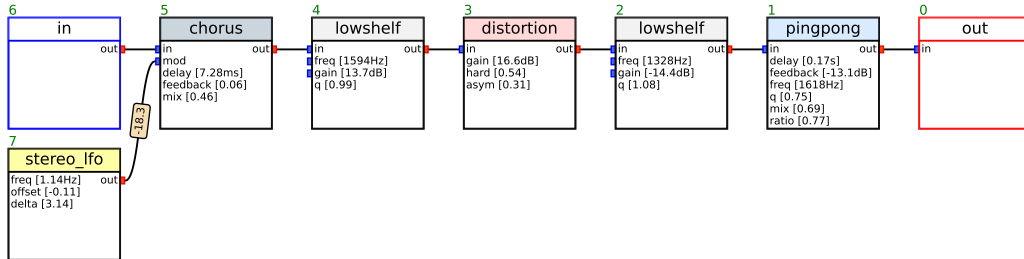 6
in
out
5
chorus
in out
mod
delay [7.28ms]
feedback [0.06]
mix [0.46]
4
lowshelf
in out
freq [1594Hz]
gain [13.7dB]
q [0.99]
3
distortion
in out
gain [16.6dB]
hard [0.54]
asym [0.31]
2
lowshelf
in out
freq [1328Hz]
gain [-14.4dB]
q [1.08]
1
pingpong
in out
delay [0.17s]
feedback [-13.1dB]
freq [1618Hz]
q [0.75]
mix [0.69]
ratio [0.77]
0
out
in
-18.3
7
stereo_lfo
freq [1.14Hz] out
offset [-0.11]
delta [3.14]